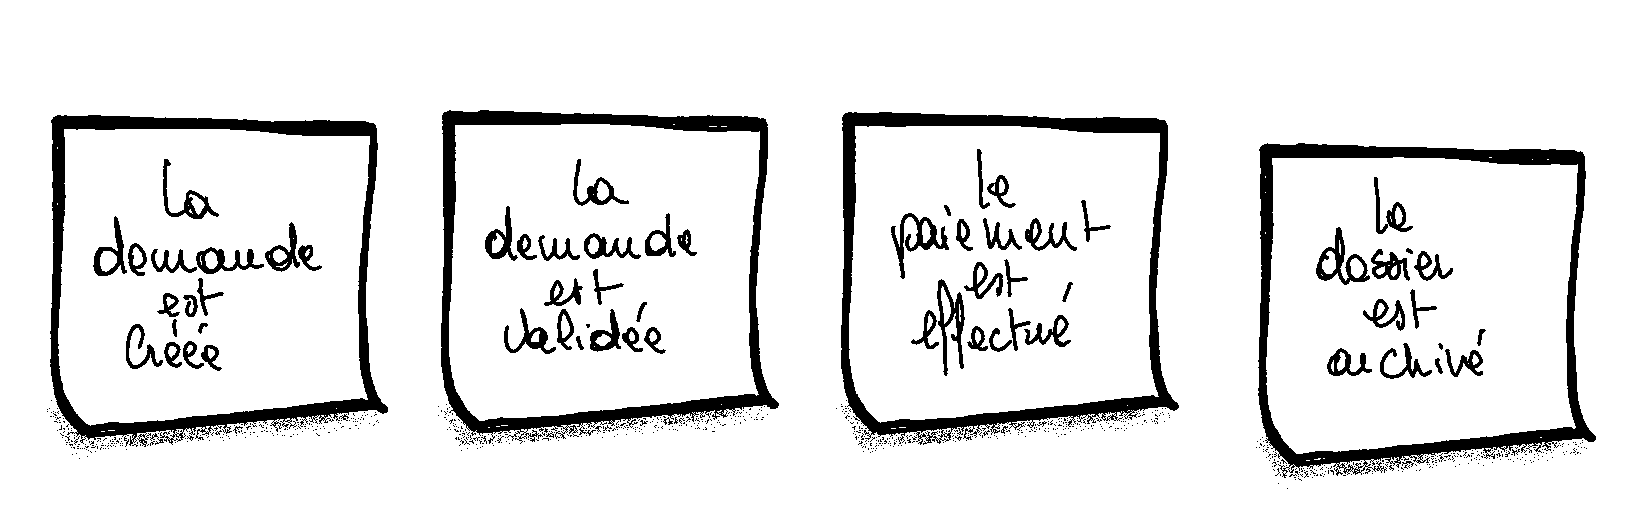 la
demande
est
créée
la
demande
est
validée
le
paiement
est
effectué
le
dossier
est
archivé